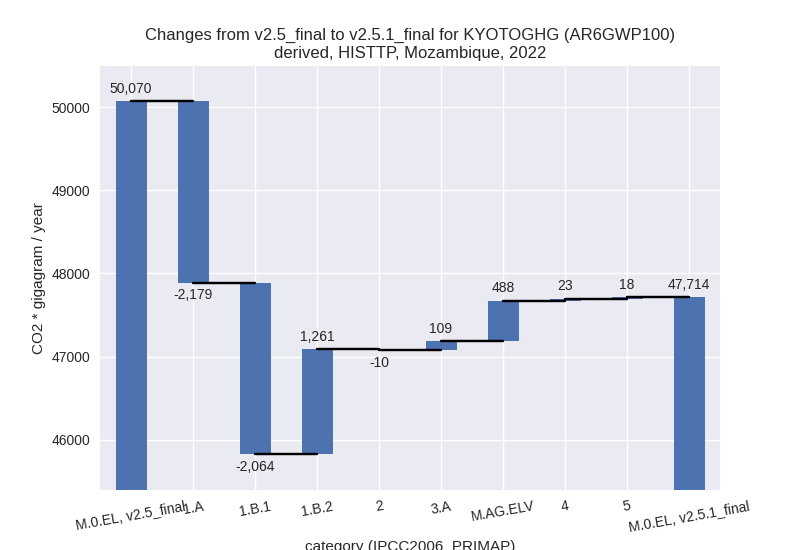 Changes from v2.5_final to v2.5.1_final for KYOTOGHG (AR6GWP100)
derived, HISTTP, Mozambique, 2022
CO2 * gigagram / year
50000
49000
48000
47000
46000
50,070
-2,179
-2,064
1,261
-10
109
488
23
18
47,714
M.0.EL, v2.5_final
1.A
1.B.1
1.B.2
2
3.A
M.AG.ELV
4
5
M.0.EL, v2.5.1_final
category (IPCC2006_PRIMAP)